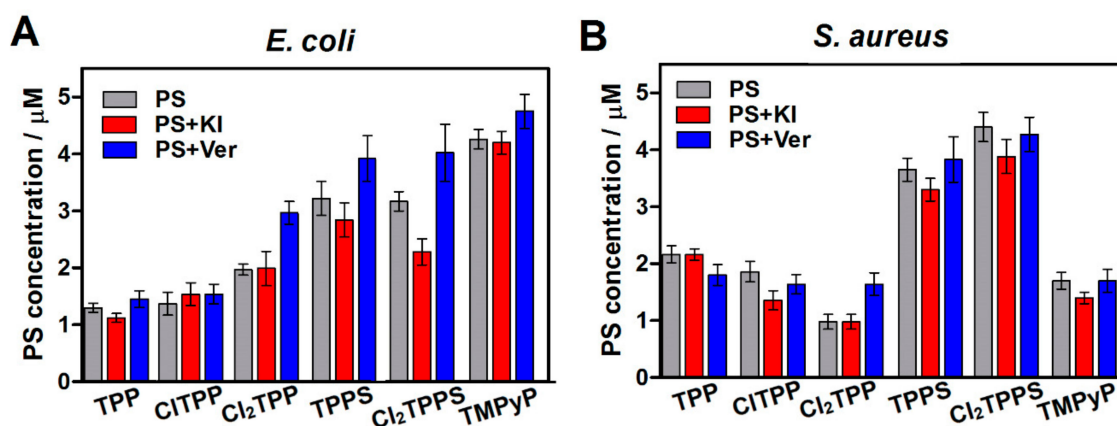 A
E. coli
PS concentration / μM
5
4
3
2
1
0
PS
PS+KI
PS+Ver
TPP
ClTPP
Cl₂TPP
TPPS
Cl₂TPPS
TMPyP
B
S. aureus
PS concentration / μM
5
4
3
2
1
0
PS
PS+KI
PS+Ver
TPP
ClTPP
Cl₂TPP
TPPS
Cl₂TPPS
TMPyP